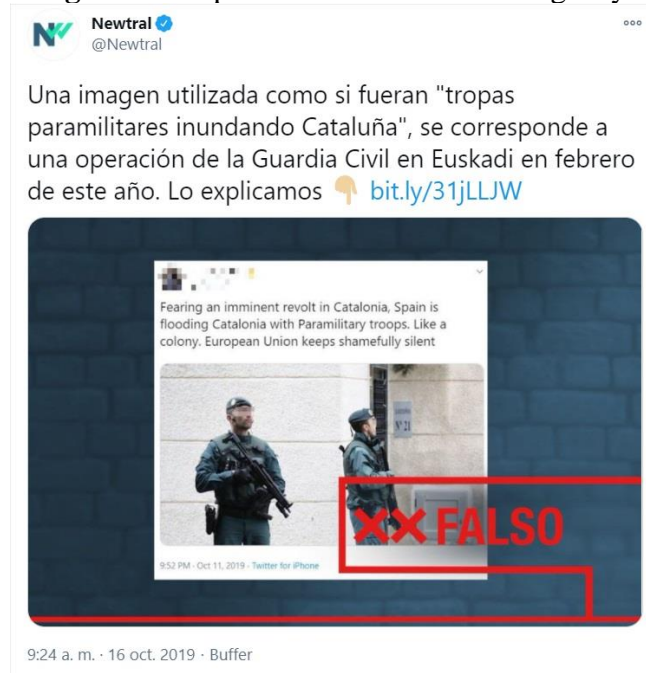 Newtral
@Newtral
Una imagen utilizada como si fueran "tropas
paramilitares inundando Cataluña", se corresponde a
una operación de la Guardia Civil en Euskadi en febrero
de este año. Lo explicamos 👇🏼 bit.ly/31jLLJW
Fearing an imminent revolt in Catalonia, Spain is
flooding Catalonia with Paramilitary troops. Like a
colony. European Union keeps shamefully silent
Nº 21
XX FALSO
9:52 PM · Oct 11, 2019 · Twitter for iPhone
9:24 a. m. · 16 oct. 2019 · Buffer